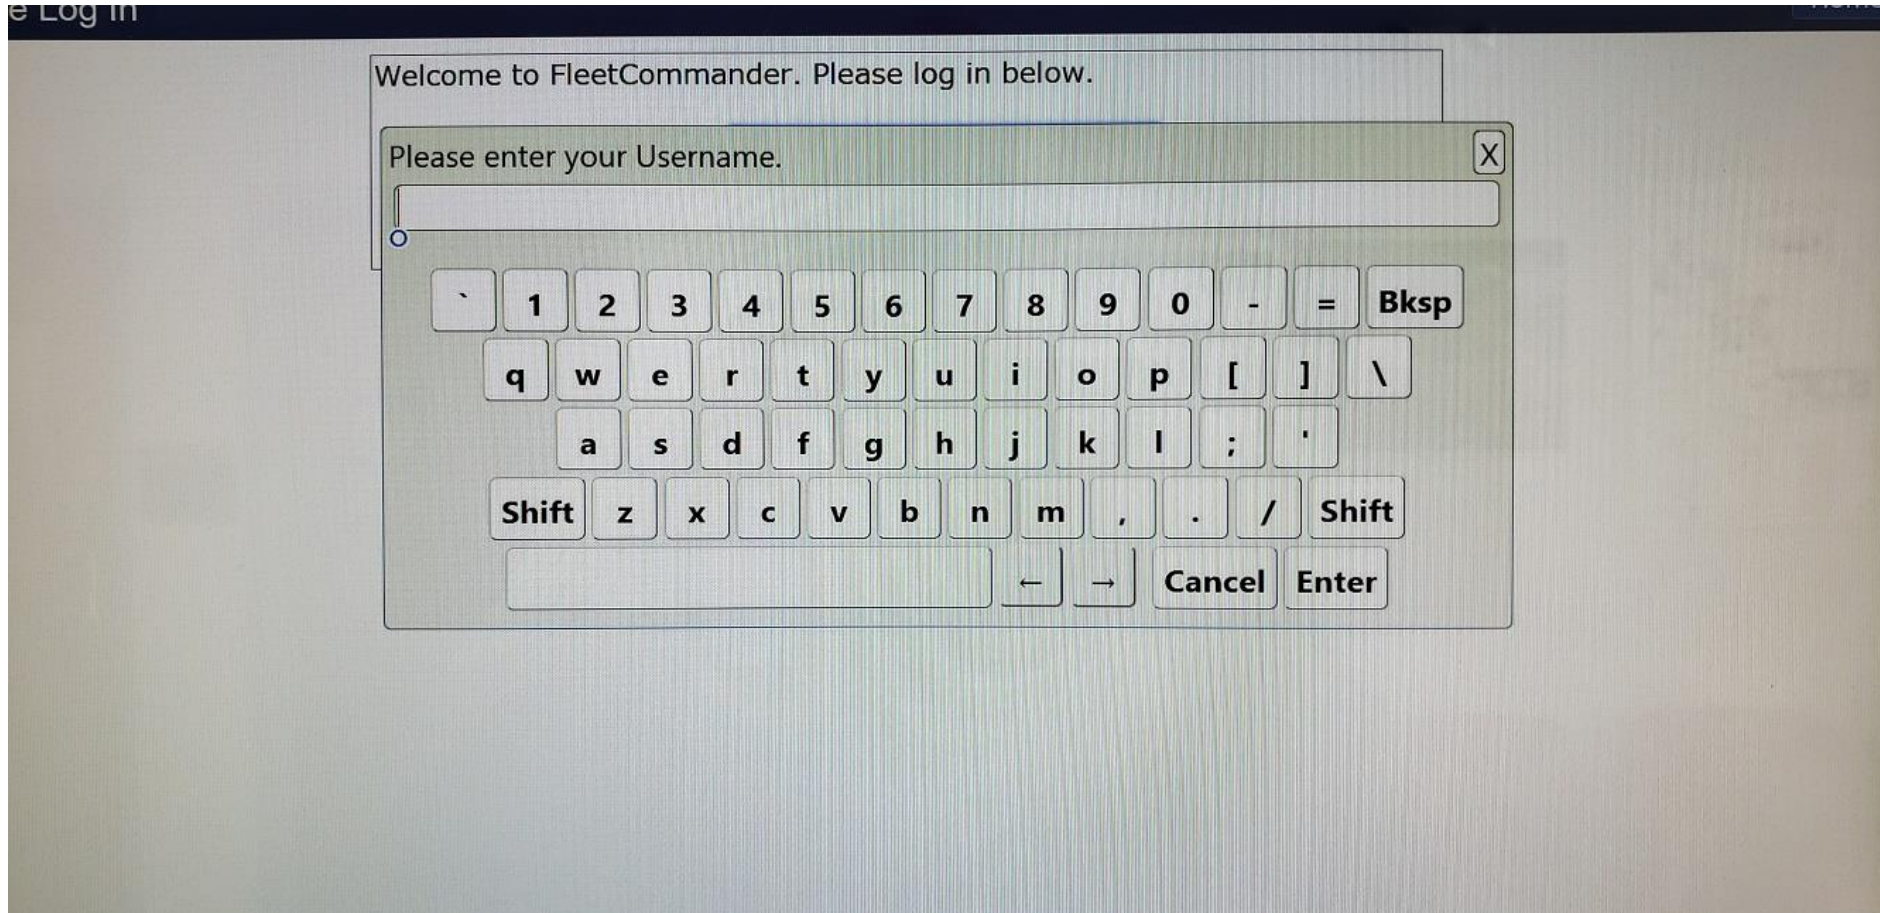 e Log In
Welcome to FleetCommander. Please log in below.
Please enter your Username.
X
` 1 2 3 4 5 6 7 8 9 0 - = Bksp
q w e r t y u i o p [ ] \
a s d f g h j k l ; '
Shift z x c v b n m , . / Shift
← → Cancel Enter